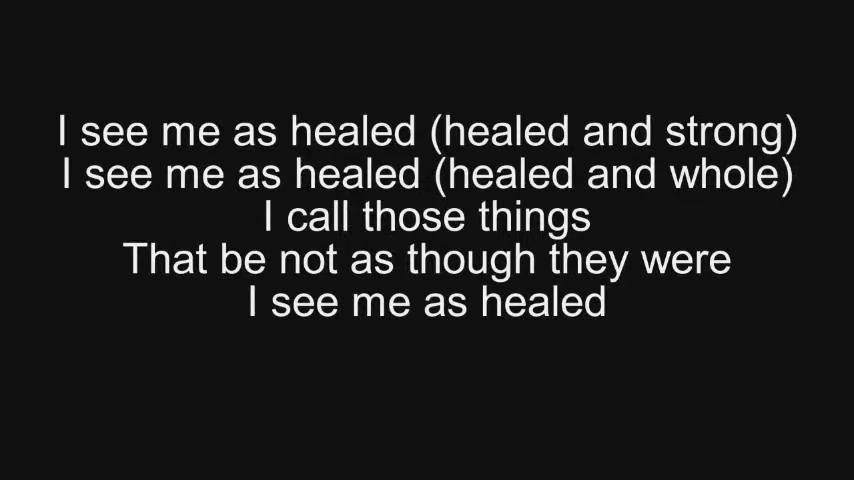 I see me as healed (healed and strong)
I see me as healed (healed and whole)
I call those things
That be not as though they were
I see me as healed